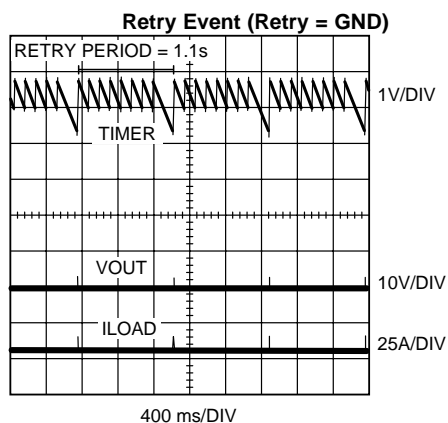 Retry Event (Retry = GND)
RETRY PERIOD = 1.1s
1V/DIV
TIMER
VOUT
10V/DIV
ILOAD
25A/DIV
400 ms/DIV